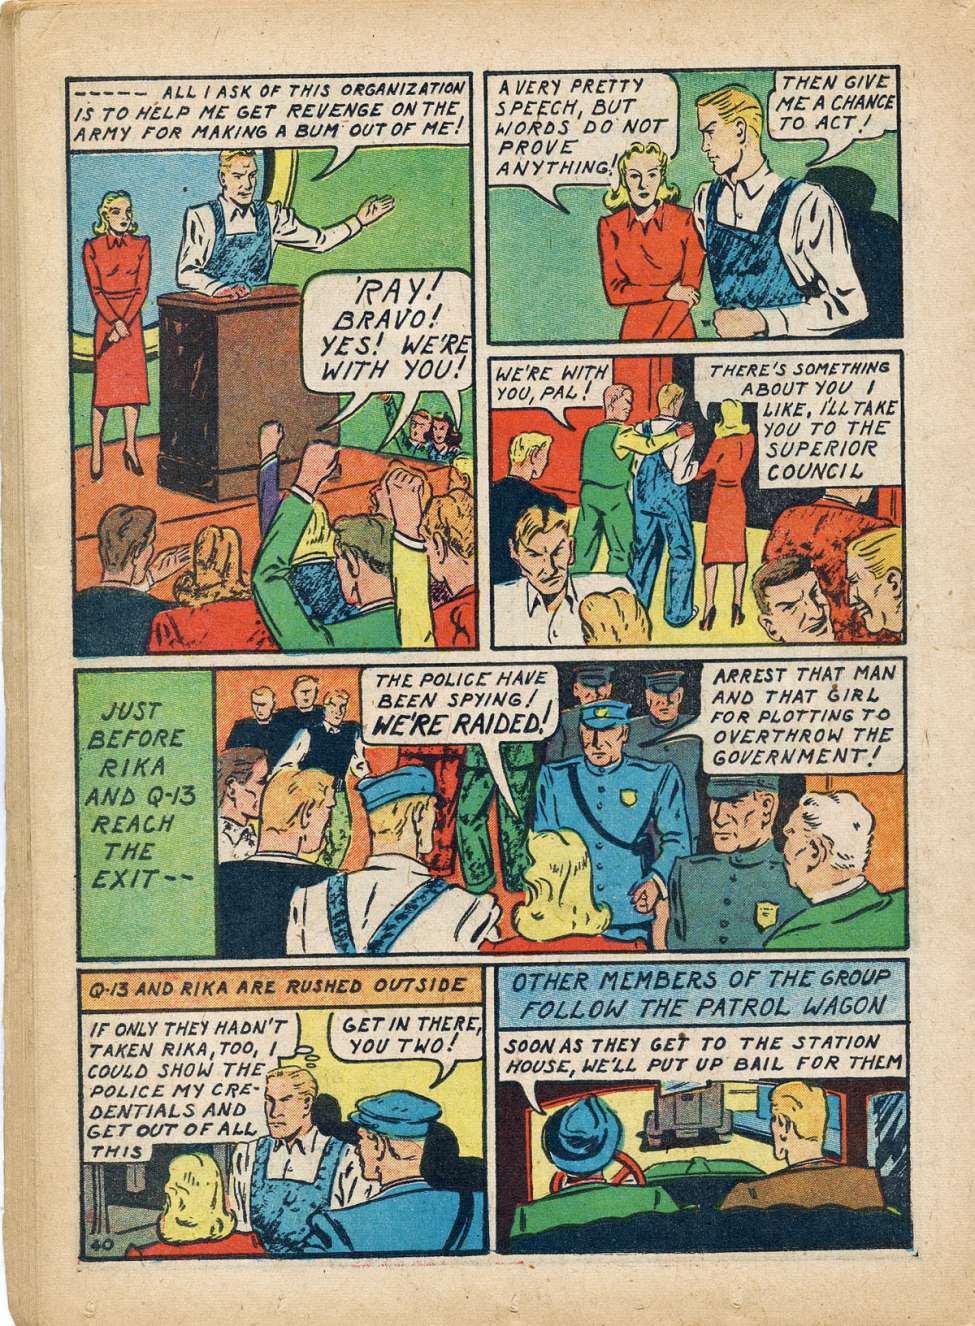 ----- ALL I ASK OF THIS ORGANIZATION
IS TO HELP ME GET REVENGE ON THE
ARMY FOR MAKING A BUM OUT OF ME!
'RAY!
BRAVO!
YES! WE'RE
WITH YOU!
A VERY PRETTY
SPEECH, BUT
WORDS DO NOT
PROVE
ANYTHING!
THEN GIVE
ME A CHANCE
TO ACT!
WE'RE WITH
YOU, PAL!
THERE'S SOMETHING
ABOUT YOU I
LIKE, I'LL TAKE
YOU TO THE
SUPERIOR
COUNCIL
JUST
BEFORE
RIKA
AND Q-13
REACH
THE
EXIT--
THE POLICE HAVE
BEEN SPYING!
WE'RE RAIDED!
ARREST THAT MAN
AND THAT GIRL
FOR PLOTTING TO
OVERTHROW THE
GOVERNMENT!
Q-13 AND RIKA ARE RUSHED OUTSIDE
IF ONLY THEY HADN'T
TAKEN RIKA, TOO, I
COULD SHOW THE
POLICE MY CRE-
DENTIALS AND
GET OUT OF ALL
THIS
GET IN THERE,
YOU TWO!
40
OTHER MEMBERS OF THE GROUP
FOLLOW THE PATROL WAGON
SOON AS THEY GET TO THE STATION
HOUSE, WE'LL PUT UP BAIL FOR THEM